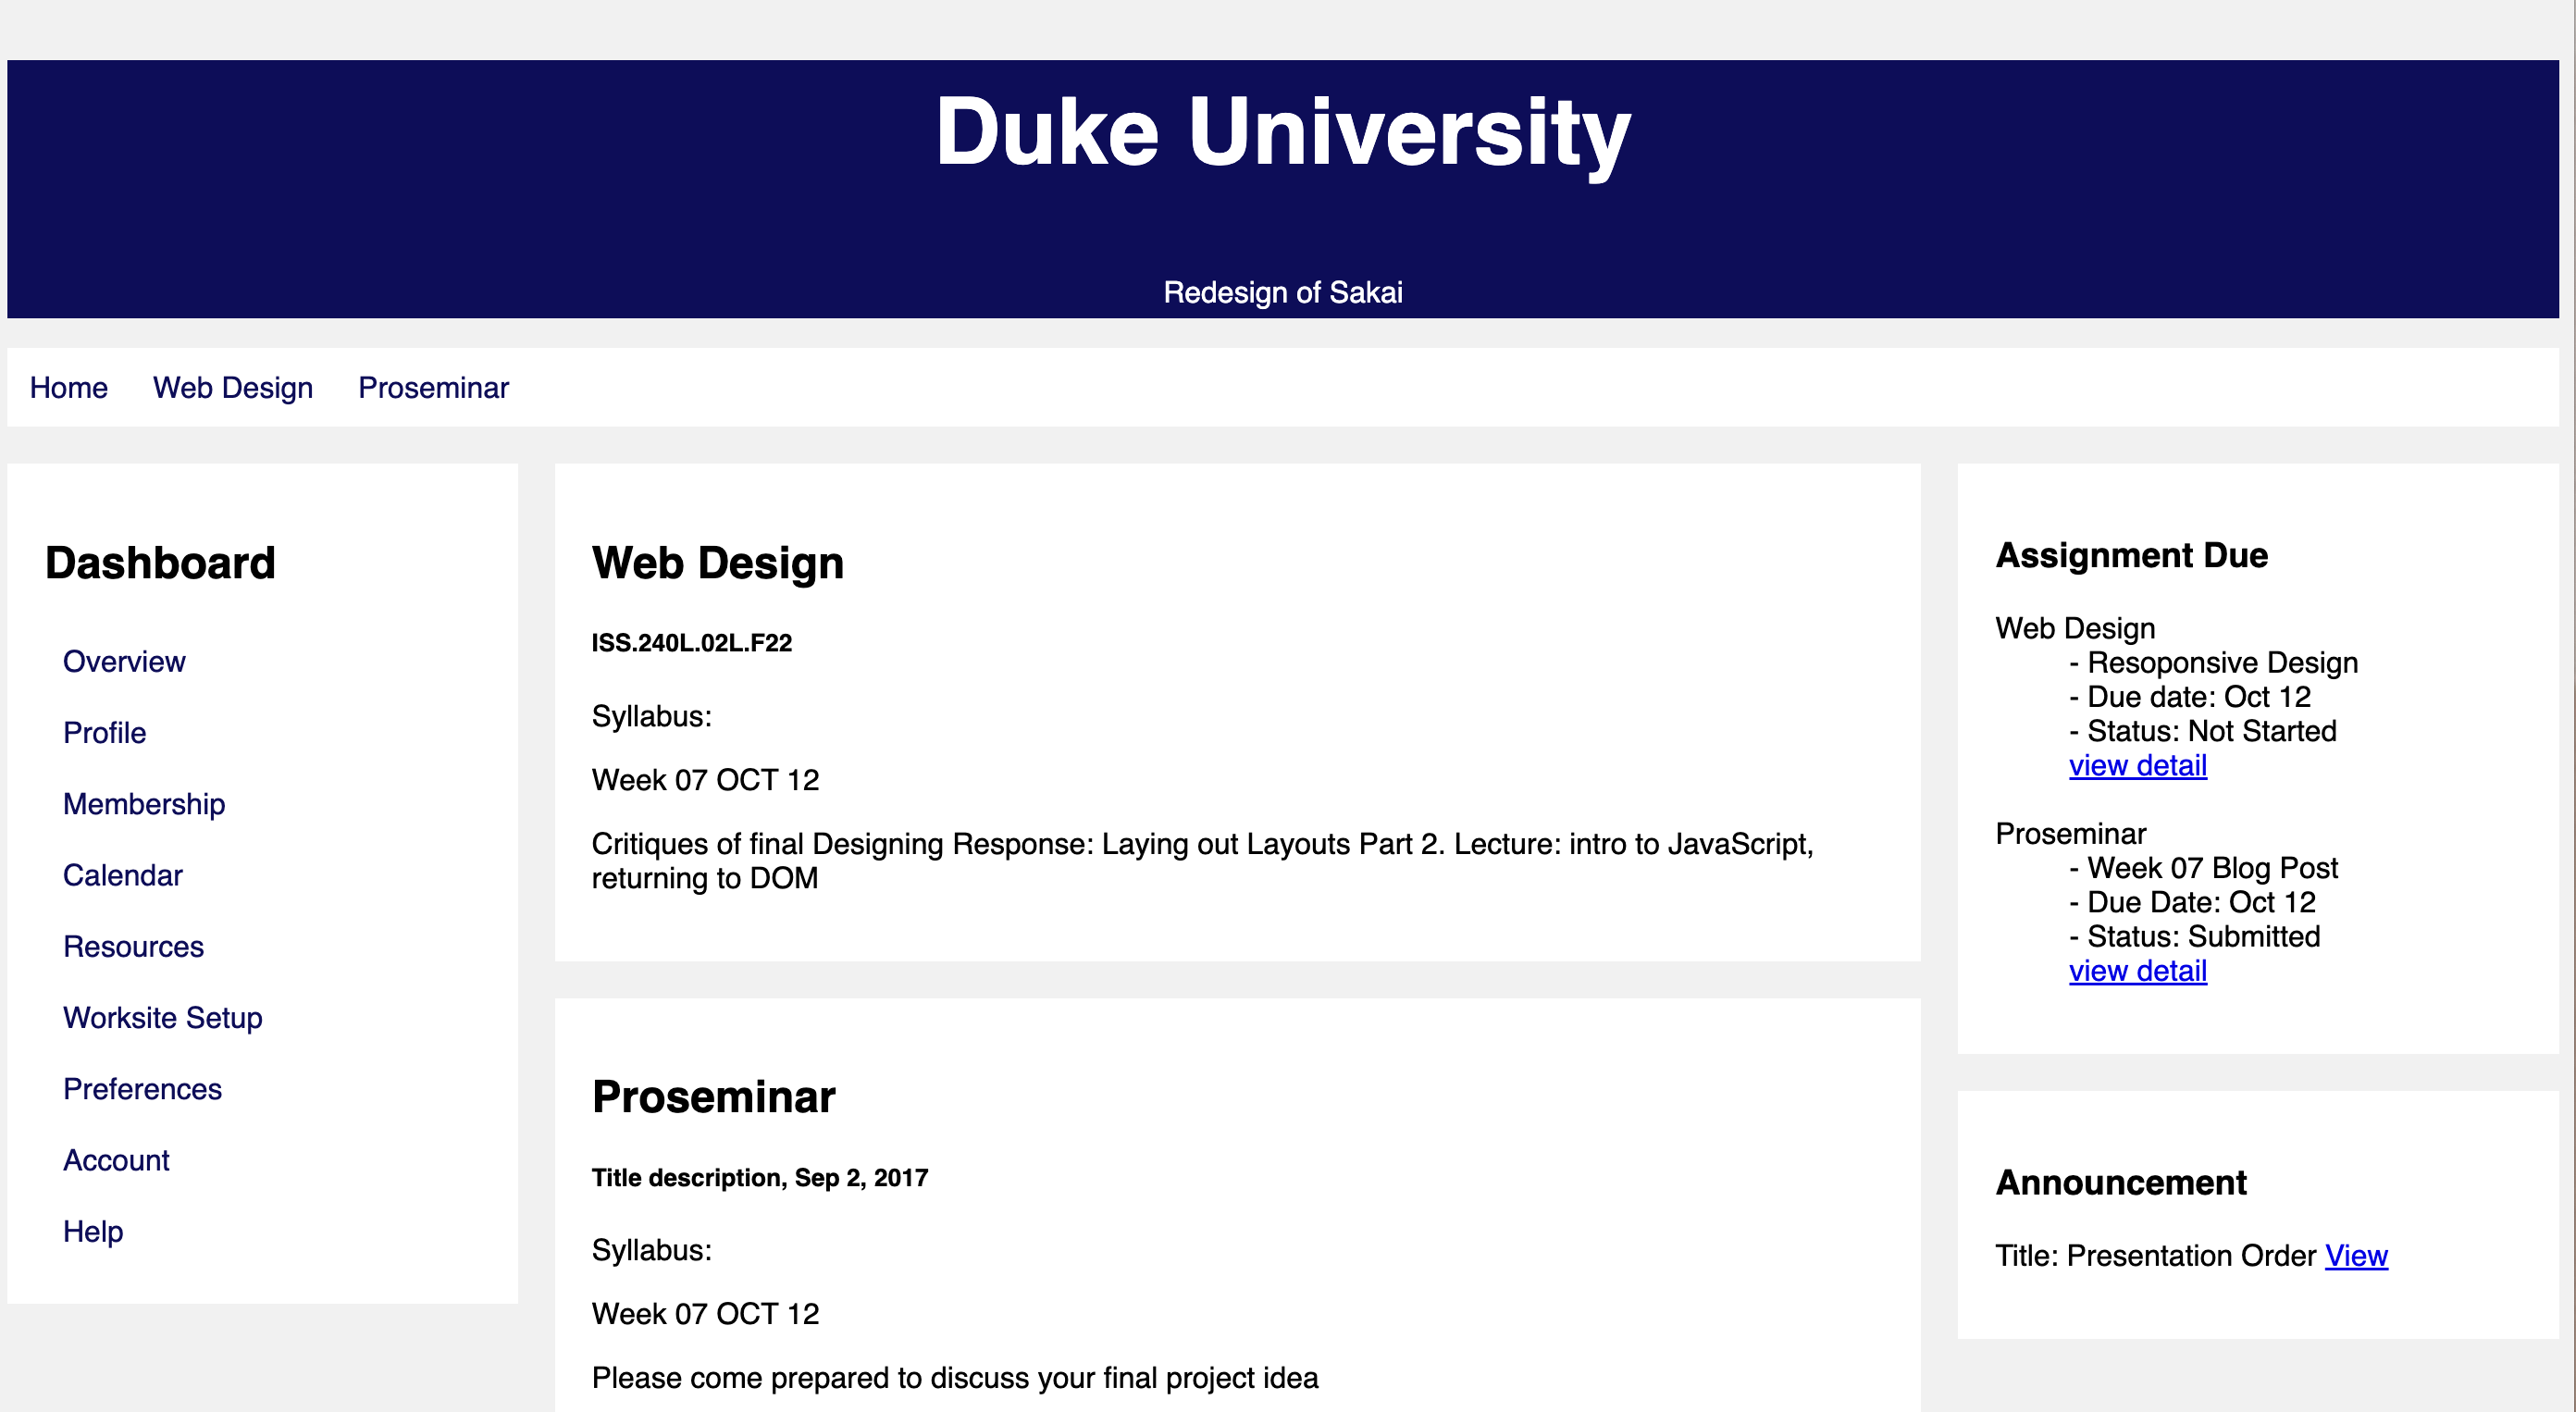 Duke University
Redesign of Sakai
Home Web Design Proseminar
Dashboard
Overview
Profile
Membership
Calendar
Resources
Worksite Setup
Preferences
Account
Help
Web Design
ISS.240L.02L.F22
Syllabus:
Week 07 OCT 12
Critiques of final Designing Response: Laying out Layouts Part 2. Lecture: intro to JavaScript,
returning to DOM
Proseminar
Title description, Sep 2, 2017
Syllabus:
Week 07 OCT 12
Please come prepared to discuss your final project idea
Assignment Due
Web Design
- Resoponsive Design
- Due date: Oct 12
- Status: Not Started
view detail
Proseminar
- Week 07 Blog Post
- Due Date: Oct 12
- Status: Submitted
view detail
Announcement
Title: Presentation Order View